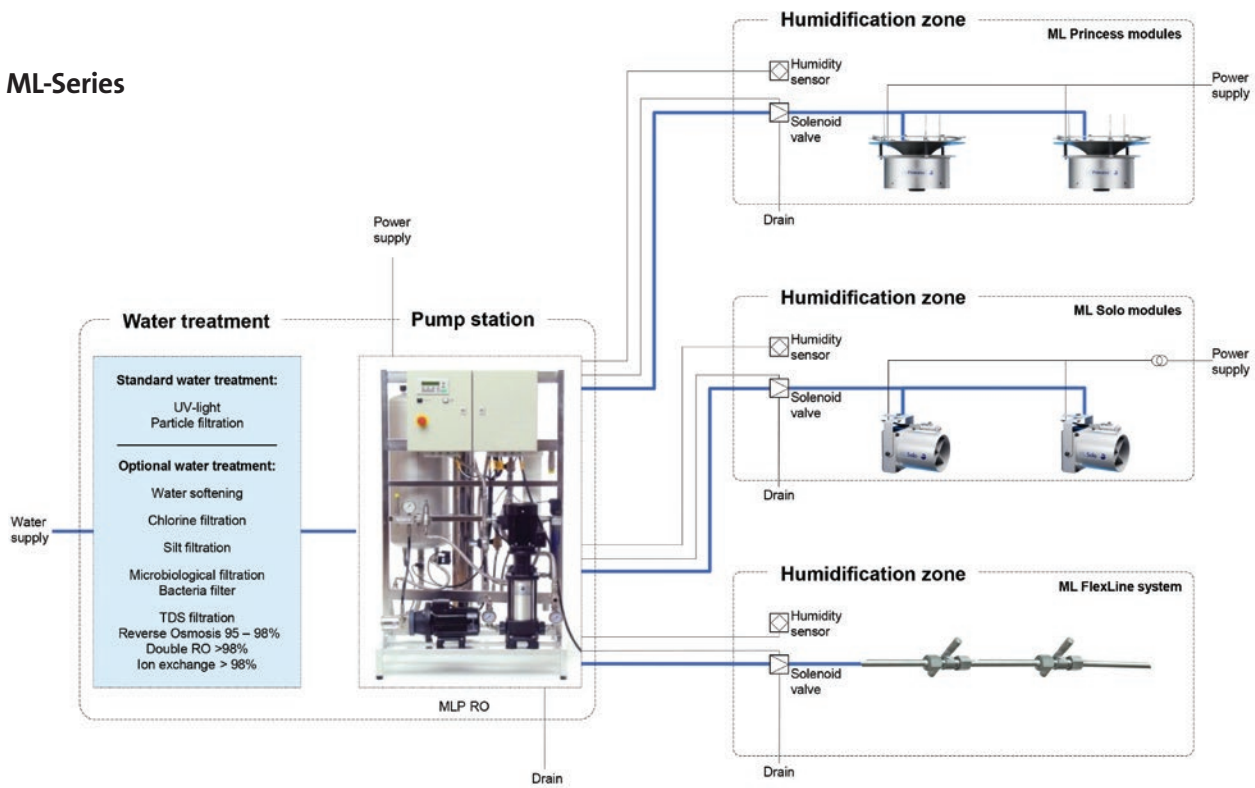 ML-Series
Power
supply
Water treatment
Standard water treatment:
UV-light
Particle filtration
Optional water treatment:
Water softening
Chlorine filtration
Silt filtration
Microbiological filtration
Bacteria filter
TDS filtration
Reverse Osmosis 95 – 98%
Double RO >98%
Ion exchange > 98%
Water
supply
Pump station
MLP RO
Drain
Humidification zone
ML Princess modules
Humidity
sensor
Solenoid
valve
Power
supply
Drain
Humidification zone
ML Solo modules
Humidity
sensor
Solenoid
valve
Solo
Solo
Power
supply
Drain
Humidification zone
ML FlexLine system
Humidity
sensor
Solenoid
valve
Drain